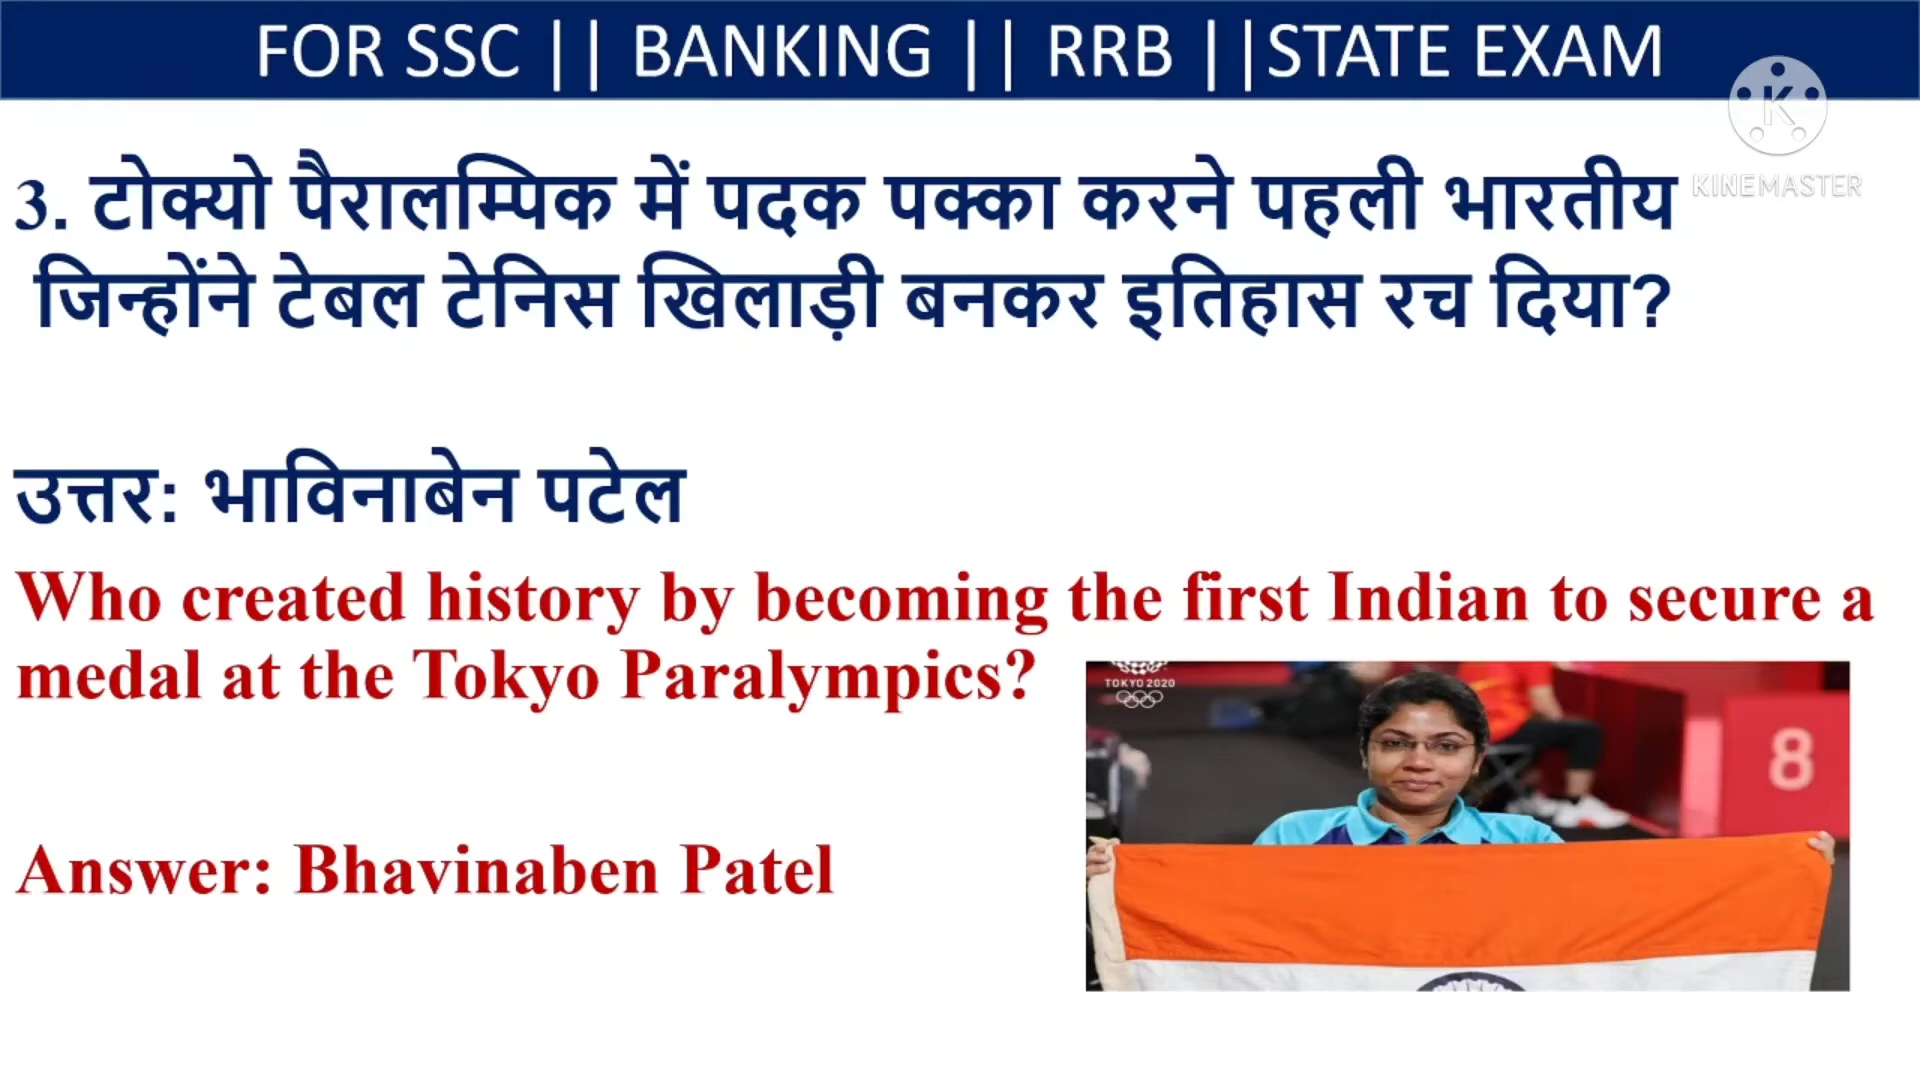 FOR SSC || BANKING || RRB ||STATE EXAM
KINEMASTER
3. टोक्यो पैरालम्पिक में पदक पक्का करने पहली भारतीय
जिन्होंने टेबल टेनिस खिलाड़ी बनकर इतिहास रच दिया?
उत्तर: भाविनाबेन पटेल
Who created history by becoming the first Indian to secure a
medal at the Tokyo Paralympics?
TOKYO 2020
8
Answer: Bhavinaben Patel